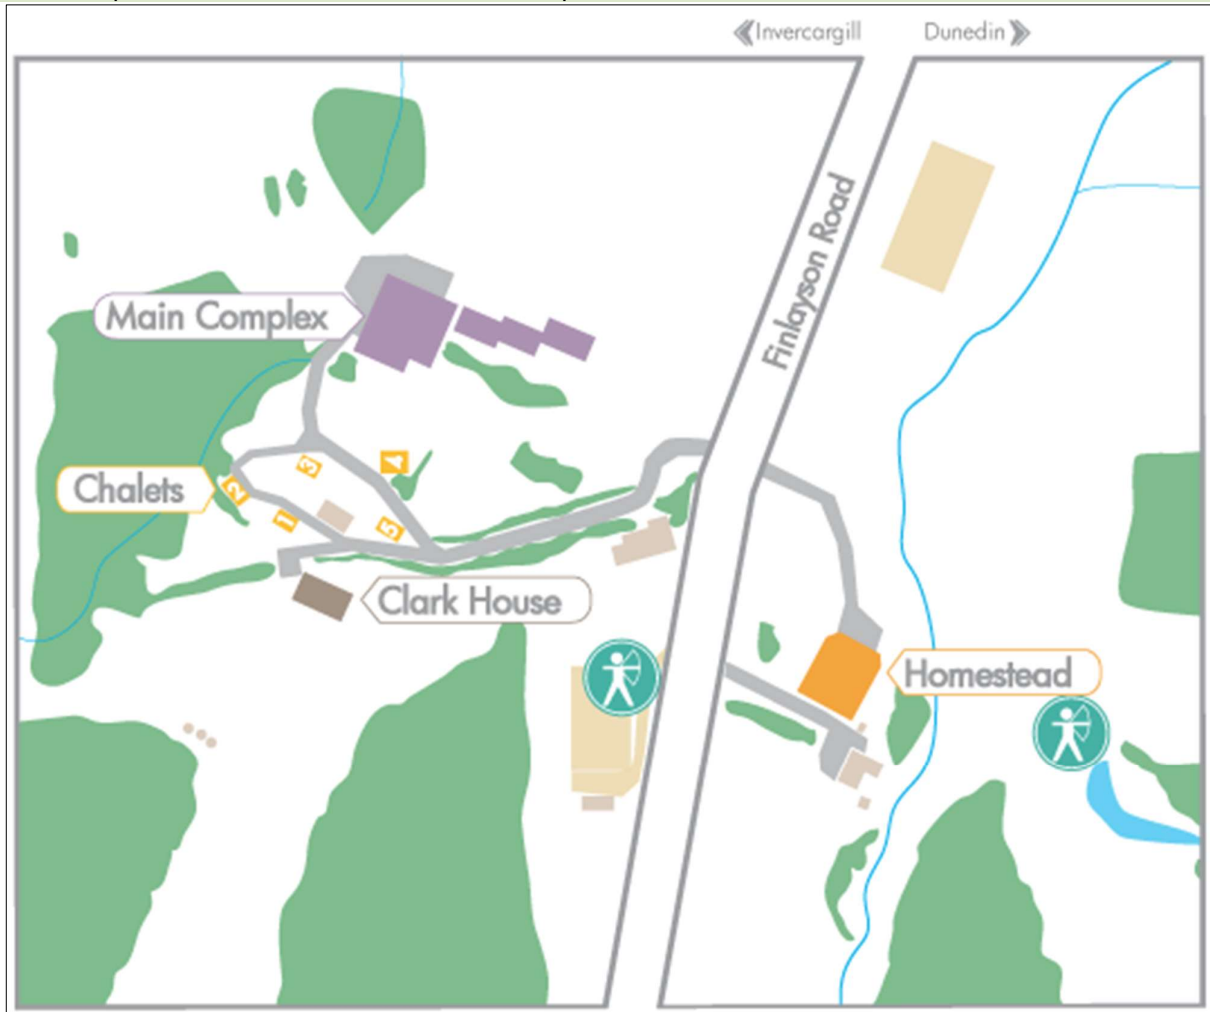 Invercargill
Dunedin
Finlayson Road
Main Complex
3
4
Chalets
2
1
5
Clark House
Homestead